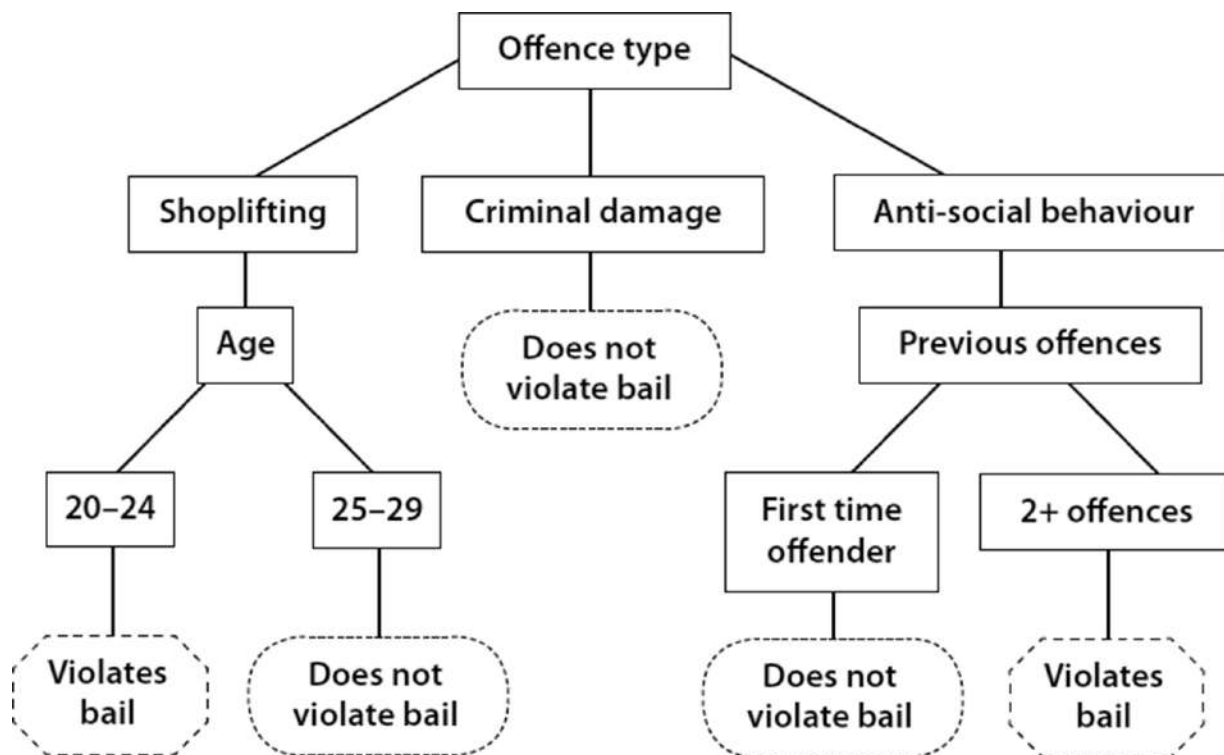 Offence type
Shoplifting
Criminal damage
Anti-social behaviour
Age
Does not
violate bail
Previous offences
20–24
25–29
First time
offender
2+ offences
Violates
bail
Does not
violate bail
Does not
violate bail
Violates
bail